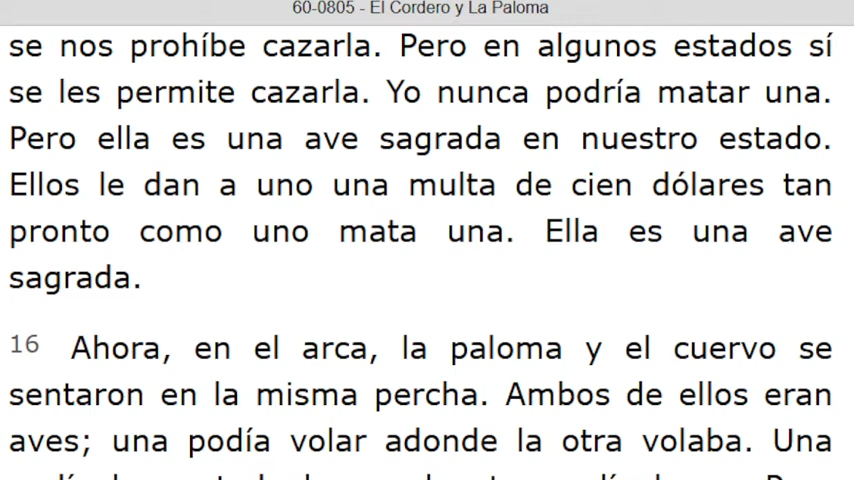 60-0805 - El Cordero y La Paloma
se nos prohíbe cazarla. Pero en algunos estados sí
se les permite cazarla. Yo nunca podría matar una.
Pero ella es una ave sagrada en nuestro estado.
Ellos le dan a uno una multa de cien dólares tan
pronto como uno mata una. Ella es una ave
sagrada.
16 Ahora, en el arca, la paloma y el cuervo se
sentaron en la misma percha. Ambos de ellos eran
aves; una podía volar adonde la otra volaba. Una